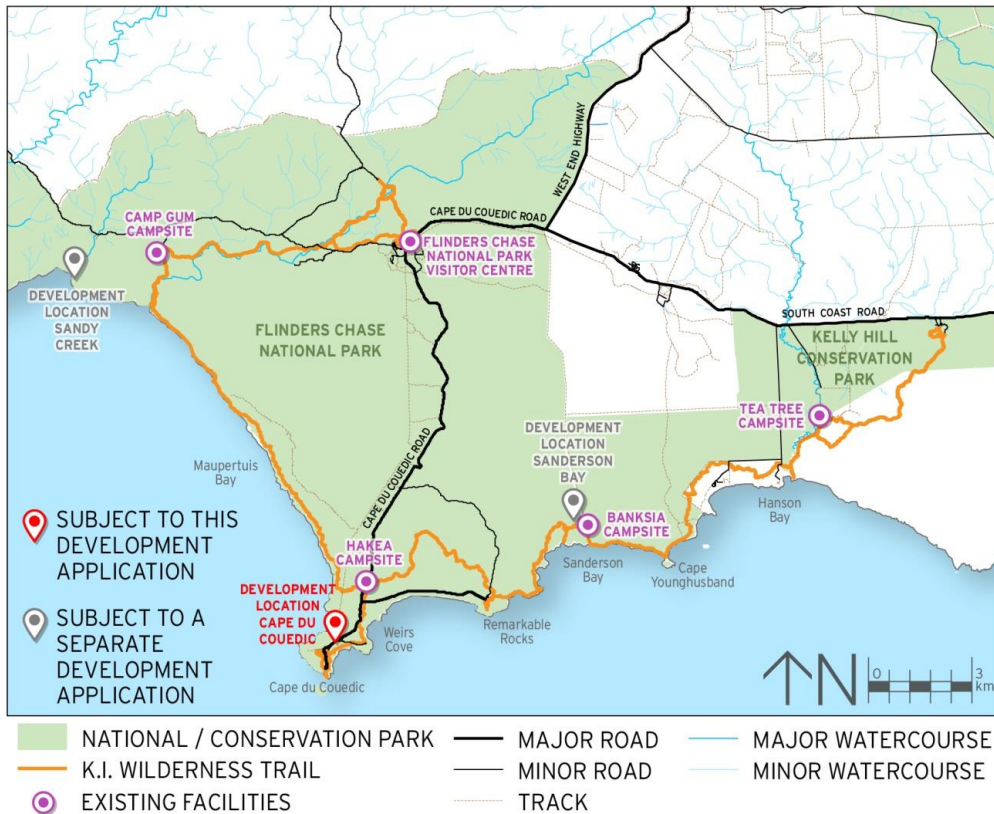 WEST END HIGHWAY
CAMP GUM
CAMPSITE
CAPE DU COUEDIC ROAD
FLINDERS CHASE
NATIONAL PARK
VISITOR CENTRE
DEVELOPMENT
LOCATION
SANDY
CREEK
FLINDERS CHASE
NATIONAL PARK
SOUTH COAST ROAD
KELLY HILL
CONSERVATION
PARK
TEA TREE
CAMPSITE
DEVELOPMENT
LOCATION
SANDERSON
BAY
CAPE DU COUEDIC ROAD
Maupertuis
Bay
Hanson
Bay
BANKSIA
CAMPSITE
HAKEA
CAMPSITE
Sanderson
Bay
Cape
Younghusband
DEVELOPMENT
LOCATION
CAPE DU
COUEDIC
Weirs
Cove
Remarkable
Rocks
Cape du Couedic
SUBJECT TO THIS
DEVELOPMENT
APPLICATION
SUBJECT TO A
SEPARATE
DEVELOPMENT
APPLICATION
N
0 3
km
NATIONAL / CONSERVATION PARK
K.I. WILDERNESS TRAIL
EXISTING FACILITIES
MAJOR ROAD
MINOR ROAD
TRACK
MAJOR WATERCOURSE
MINOR WATERCOURSE